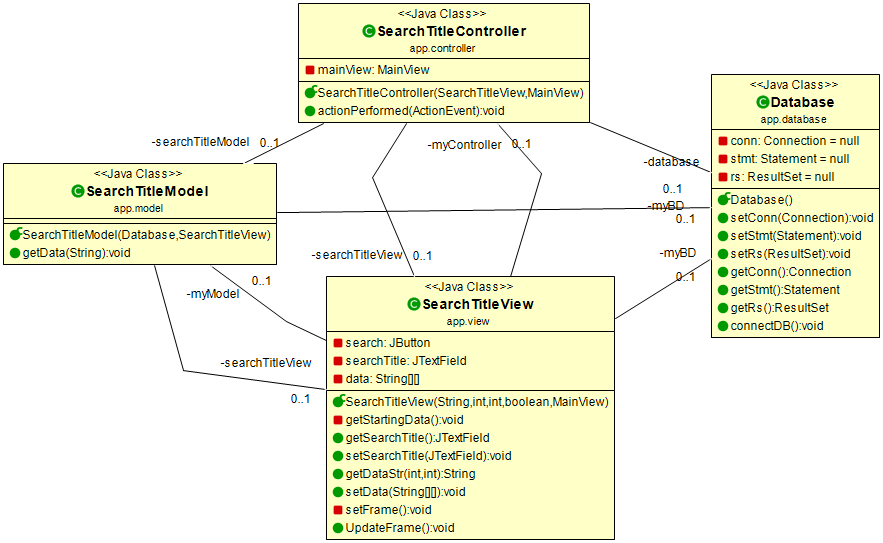 <<Java Class>>
SearchTitleController
app.controller
mainView: MainView
SearchTitleController(SearchTitleView,MainView)
actionPerformed(ActionEvent):void
<<Java Class>>
Database
app.database
conn: Connection = null
stmt: Statement = null
rs: ResultSet = null
Database()
setConn(Connection):void
setStmt(Statement):void
setRs(ResultSet):void
getConn():Connection
getStmt():Statement
getRs():ResultSet
connectDB():void
-searchTitleModel
0..1
-myController
0..1
-database
0..1
<<Java Class>>
SearchTitleModel
app.model
SearchTitleModel(Database,SearchTitleView)
getData(String):void
-myBD
0..1
-searchTitleView
0..1
-myBD
0..1
-myModel
0..1
-searchTitleView
0..1
<<Java Class>>
SearchTitleView
app.view
search: JButton
searchTitle: JTextField
data: String[][]
SearchTitleView(String,int,int,boolean,MainView)
getStartingData():void
getSearchTitle():JTextField
setSearchTitle(JTextField):void
getDataStr(int,int):String
setData(String[][]):void
setFrame():void
UpdateFrame():void